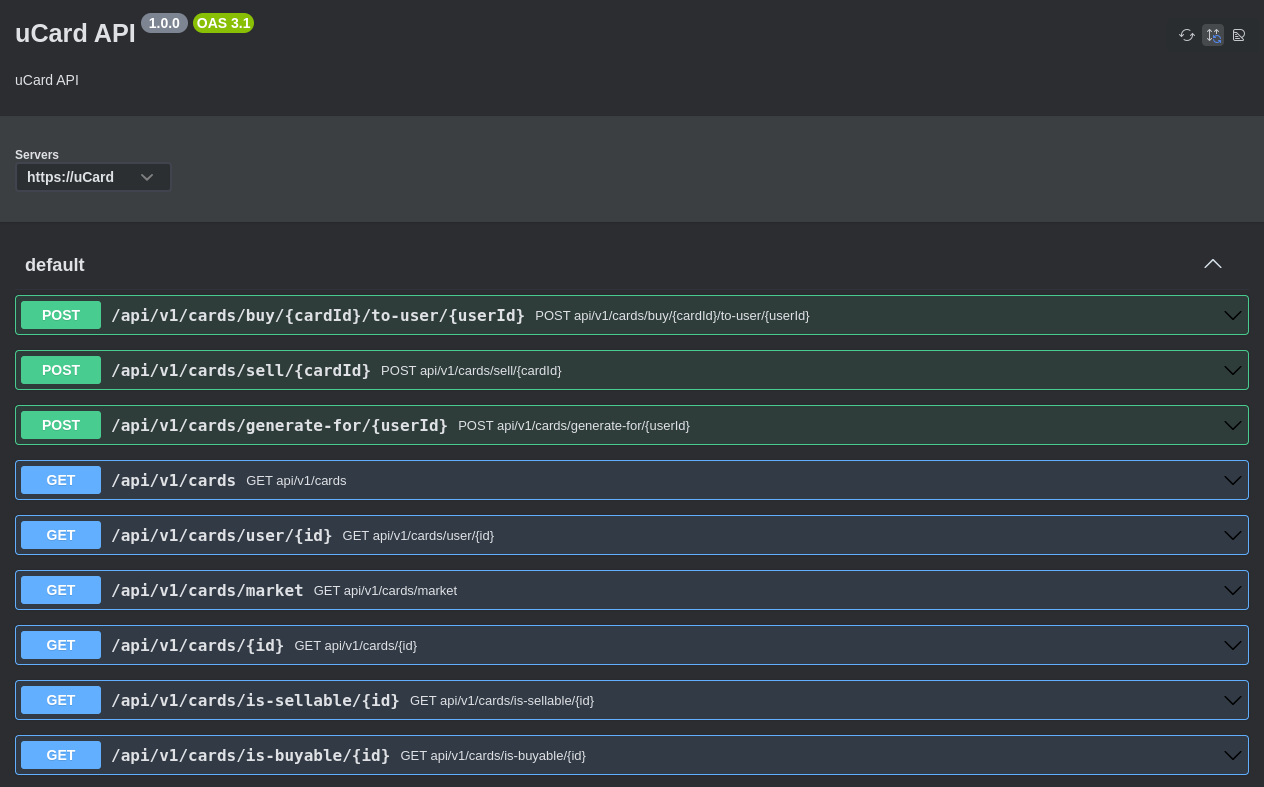 uCard API 1.0.0 OAS 3.1
uCard API
Servers
https://uCard
default
POST /api/v1/cards/buy/{cardId}/to-user/{userId} POST api/v1/cards/buy/{cardId}/to-user/{userId}
POST /api/v1/cards/sell/{cardId} POST api/v1/cards/sell/{cardId}
POST /api/v1/cards/generate-for/{userId} POST api/v1/cards/generate-for/{userId}
GET /api/v1/cards GET api/v1/cards
GET /api/v1/cards/user/{id} GET api/v1/cards/user/{id}
GET /api/v1/cards/market GET api/v1/cards/market
GET /api/v1/cards/{id} GET api/v1/cards/{id}
GET /api/v1/cards/is-sellable/{id} GET api/v1/cards/is-sellable/{id}
GET /api/v1/cards/is-buyable/{id} GET api/v1/cards/is-buyable/{id}